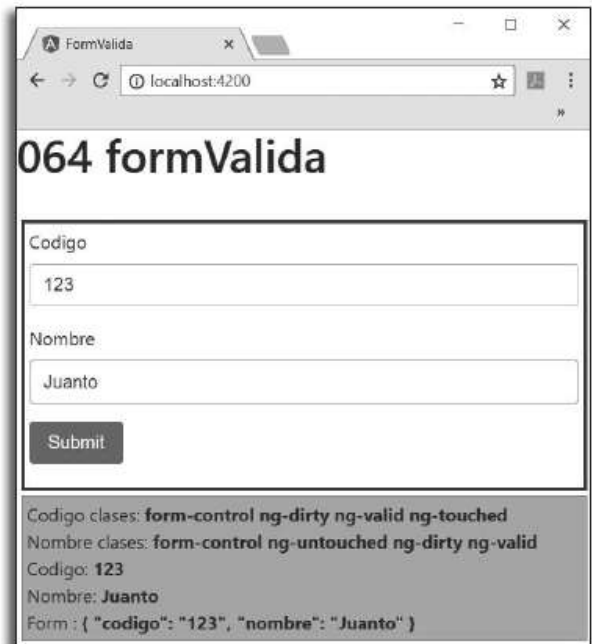 FormValida
localhost:4200
064 formValida
Codigo
123
Nombre
Juanto
Submit
Codigo clases: form-control ng-dirty ng-valid ng-touched
Nombre clases: form-control ng-untouched ng-dirty ng-valid
Codigo: 123
Nombre: Juanto
Form : { "codigo": "123", "nombre": "Juanto" }